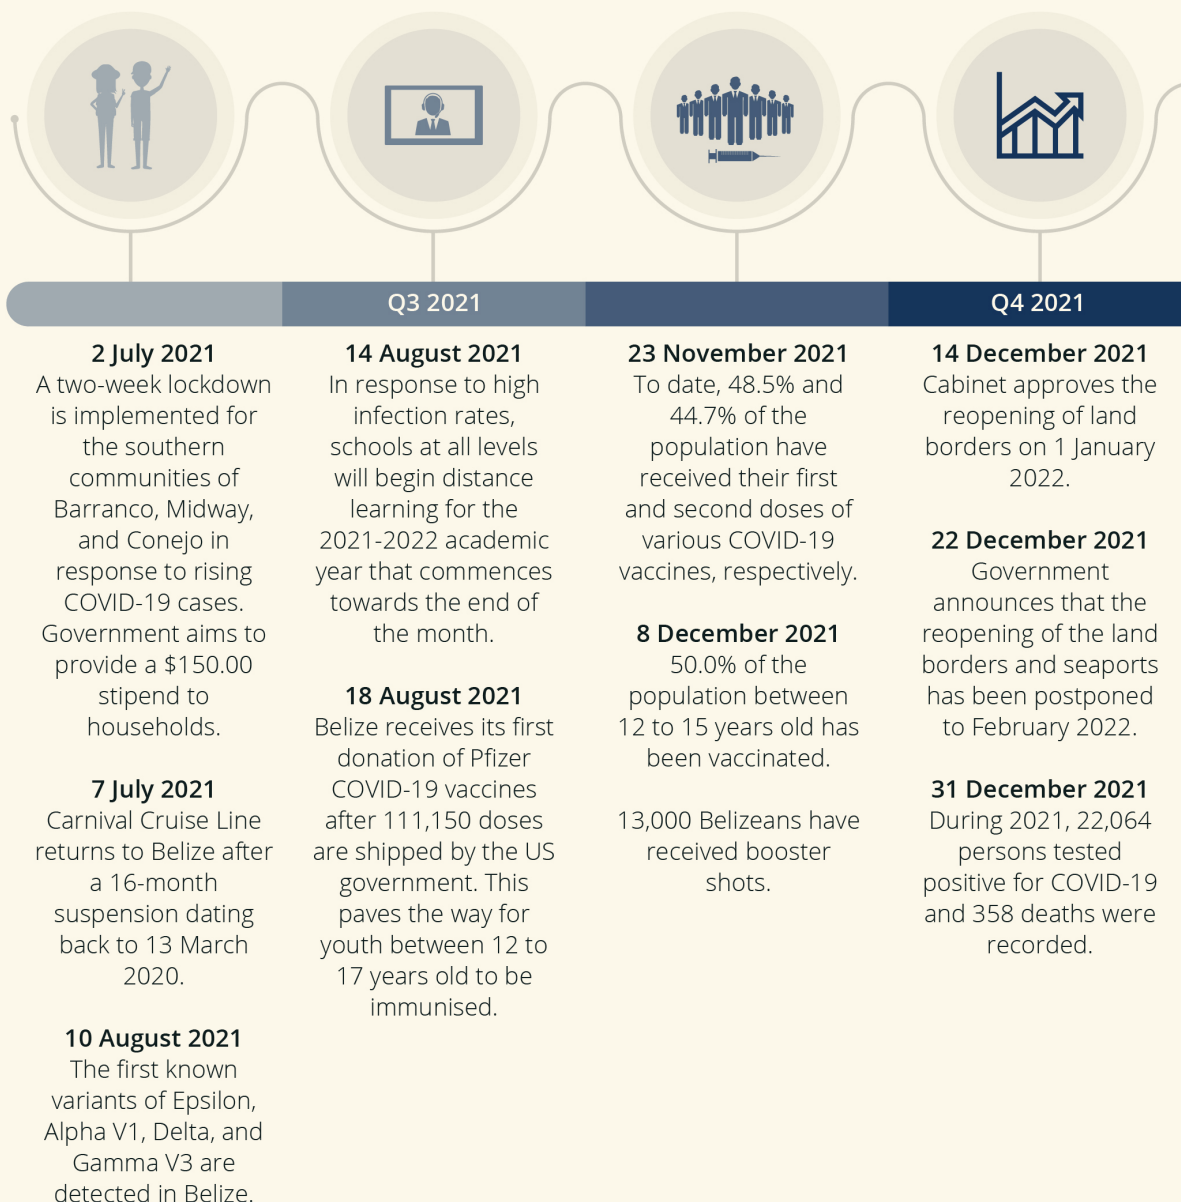 Q3 2021
Q4 2021
2 July 2021
A two-week lockdown
is implemented for
the southern
communities of
Barranco, Midway,
and Conejo in
response to rising
COVID-19 cases.
Government aims to
provide a $150.00
stipend to
households.
7 July 2021
Carnival Cruise Line
returns to Belize after
a 16-month
suspension dating
back to 13 March
2020.
10 August 2021
The first known
variants of Epsilon,
Alpha V1, Delta, and
Gamma V3 are
detected in Belize.
14 August 2021
In response to high
infection rates,
schools at all levels
will begin distance
learning for the
2021-2022 academic
year that commences
towards the end of
the month.
18 August 2021
Belize receives its first
donation of Pfizer
COVID-19 vaccines
after 111,150 doses
are shipped by the US
government. This
paves the way for
youth between 12 to
17 years old to be
immunised.
23 November 2021
To date, 48.5% and
44.7% of the
population have
received their first
and second doses of
various COVID-19
vaccines, respectively.
8 December 2021
50.0% of the
population between
12 to 15 years old has
been vaccinated.
13,000 Belizeans have
received booster
shots.
14 December 2021
Cabinet approves the
reopening of land
borders on 1 January
2022.
22 December 2021
Government
announces that the
reopening of the land
borders and seaports
has been postponed
to February 2022.
31 December 2021
During 2021, 22,064
persons tested
positive for COVID-19
and 358 deaths were
recorded.